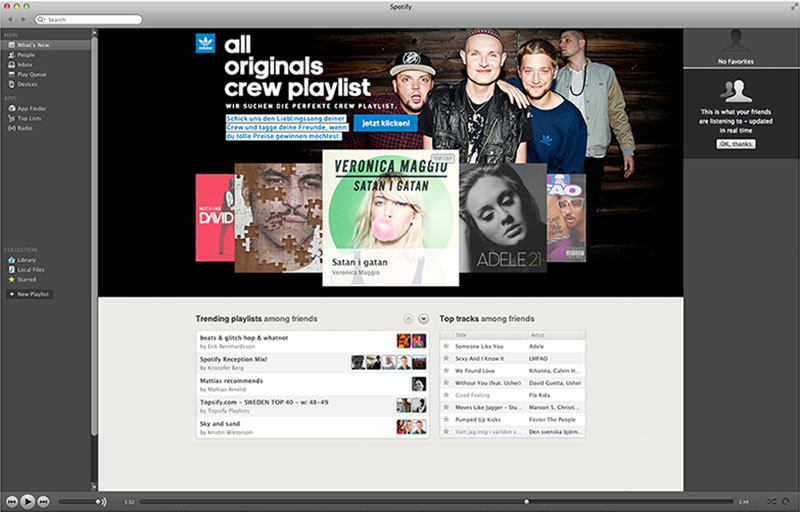 Spotify
Search
MAIN
What's New
People
Inbox
Play Queue
Devices
APPS
App Finder
Top Lists
Radio
COLLECTION
Library
Local Files
Starred
+ New Playlist
adidas
all
originals
crew playlist
WIR SUCHEN DIE PERFEKTE CREW PLAYLIST.
Schick uns den Lieblingssong deiner
Crew und tagge deine Freunde, wenn
du tolle Preise gewinnen möchtest.
jetzt klicken!
NOTHING
DAVID
TOP LIST
VERONICA MAGGIO
SATAN I GATAN
Satan i gatan
Veronica Maggio
ADELE 21
No Favorites
This is what your friends
are listening to – updated
in real time
OK, thanks
Trending playlists among friends
beats & glitch hop & whatnot
by Erik Bernhardsson
Spotify Reception Mix!
by Kristofer Berg
Mattias recommends
by Mattias Arrelid
Topsify.com - SWEDEN TOP 40 - w: 48-49
by Topsify Playlists
Sky and sand
by Kristin Wiktorson
Top tracks among friends
Title Artist
Someone Like You Adele
Sexy And I Know It LMFAO
We Found Love Rihanna, Calvin H...
Without You (feat. Usher) David Guetta, Usher
Good Feeling Flo Rida
Moves Like Jagger - Stu... Maroon 5, Christi...
Pumped Up Kicks Foster The People
Vart jag mig i världen v... Den svenska björn...
1:12
1:44